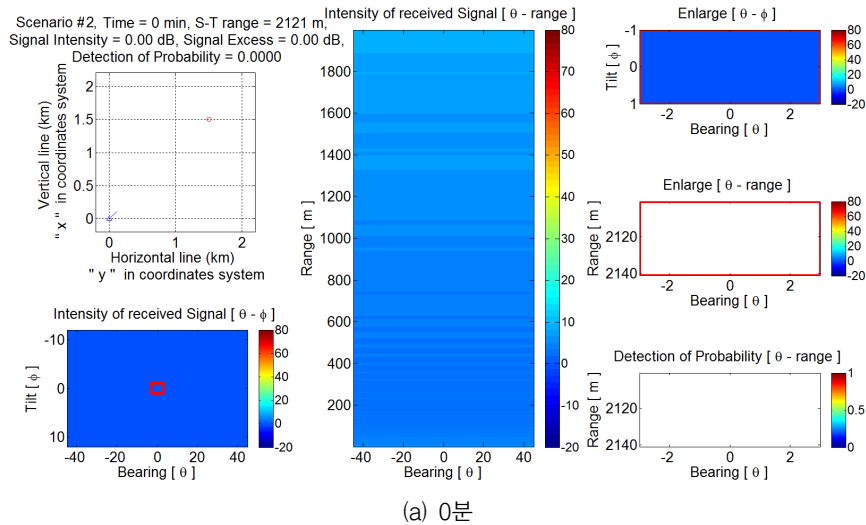 Scenario #2, Time = 0 min, S-T range = 2121 m,
Signal Intensity = 0.00 dB, Signal Excess = 0.00 dB,
Detection of Probability = 0.0000
Vertical line (km)
" x " in coordinates system
2
1.5
1
0.5
0
0 1 2
Horizontal line (km)
" y " in coordinates system
Intensity of received Signal [ θ - ϕ ]
Tilt [ ϕ ]
-10
0
10
-40 -20 0 20 40
Bearing [ θ ]
80
60
40
20
0
-20
Intensity of received Signal [ θ - range ]
Range [ m ]
1800
1600
1400
1200
1000
800
600
400
200
-40 -20 0 20 40
Bearing [ θ ]
80
70
60
50
40
30
20
10
0
-10
-20
Enlarge [ θ - ϕ ]
Tilt [ ϕ ]
-1
0
1
-2 0 2
Bearing [ θ ]
80
60
40
20
0
-20
Enlarge [ θ - range ]
Range [ m ]
2120
2140
-2 0 2
Bearing [ θ ]
80
60
40
20
0
-20
Detection of Probability [ θ - range ]
Range [ m ]
2120
2140
-2 0 2
Bearing [ θ ]
1
0.5
0
(a) 0분